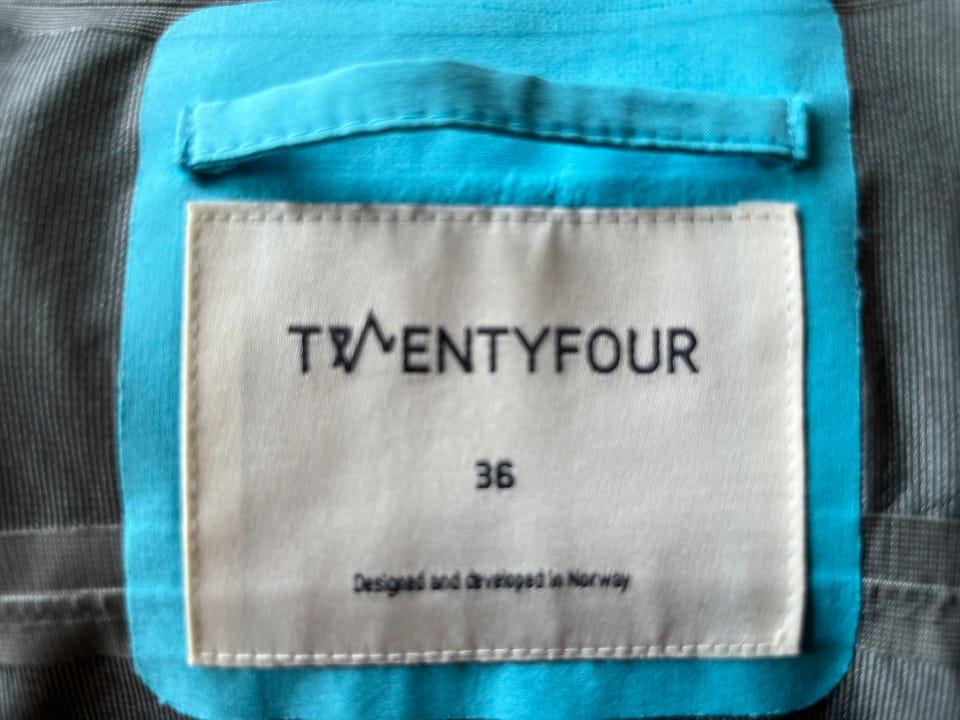 TWENTYFOUR
36
Designed and developed in Norway